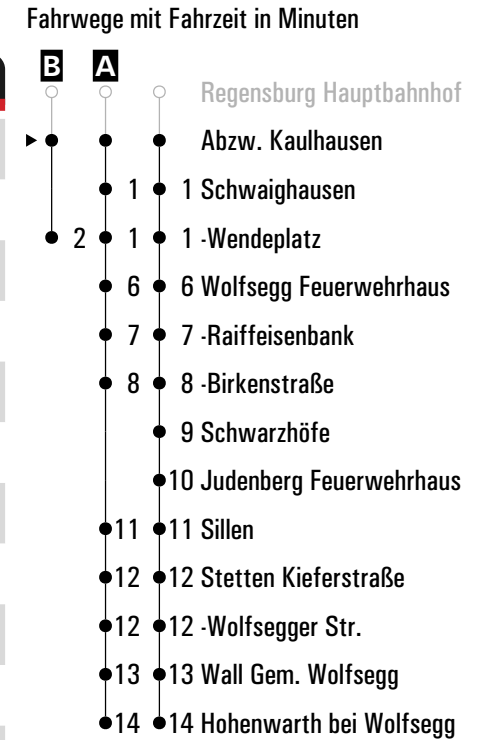 Fahrwege mit Fahrzeit in Minuten
B A
Regensburg Hauptbahnhof
Abzw. Kaulhausen
1 1 Schwaighausen
2 1 1 -Wendeplatz
6 6 Wolfsegg Feuerwehrhaus
7 7 -Raiffeisenbank
8 8 -Birkenstraße
9 Schwarzhöfe
10 Judenberg Feuerwehrhaus
11 11 Sillen
12 12 Stetten Kieferstraße
12 12 -Wolfsegger Str.
13 13 Wall Gem. Wolfsegg
14 14 Hohenwarth bei Wolfsegg